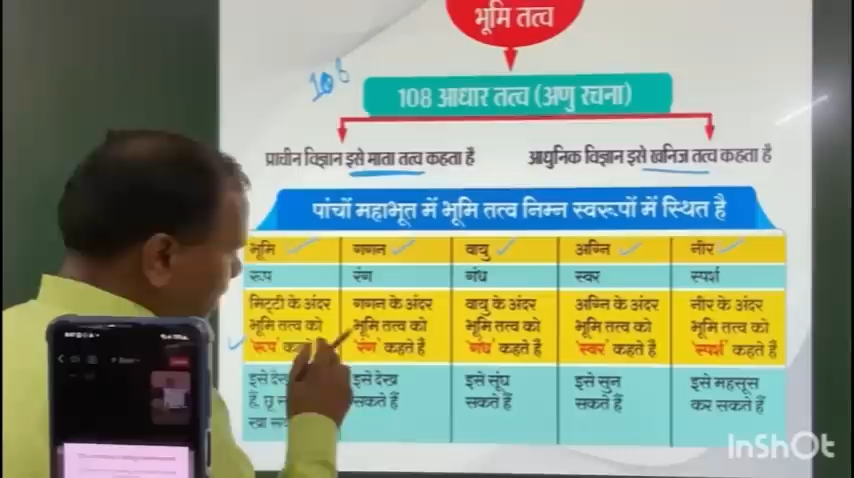 भूमि तत्व
108
108 आधार तत्व (अणु रचना)
प्राचीन विज्ञान इसे माता तत्व कहता है
आधुनिक विज्ञान इसे खनिज तत्व कहता है
पांचों महाभूत में भूमि तत्व निम्न स्वरूपों में स्थित है
भूमि गगन वायु अग्नि नीर
रूप रंग गंध स्वर स्पर्श
मिट्टी के अंदर गगन के अंदर वायु के अंदर अग्नि के अंदर नीर के अंदर
भूमि तत्व को भूमि तत्व को भूमि तत्व को भूमि तत्व को भूमि तत्व को
'रूप' 'रंग' कहते है 'गंध' कहते है 'स्वर' कहते है 'स्पर्श' कहते है
इसे इसे देख इसे सूंघ इसे सुन इसे महसूस
सकते हैं सकते हैं सकते हैं कर सकते हैं
InShOt